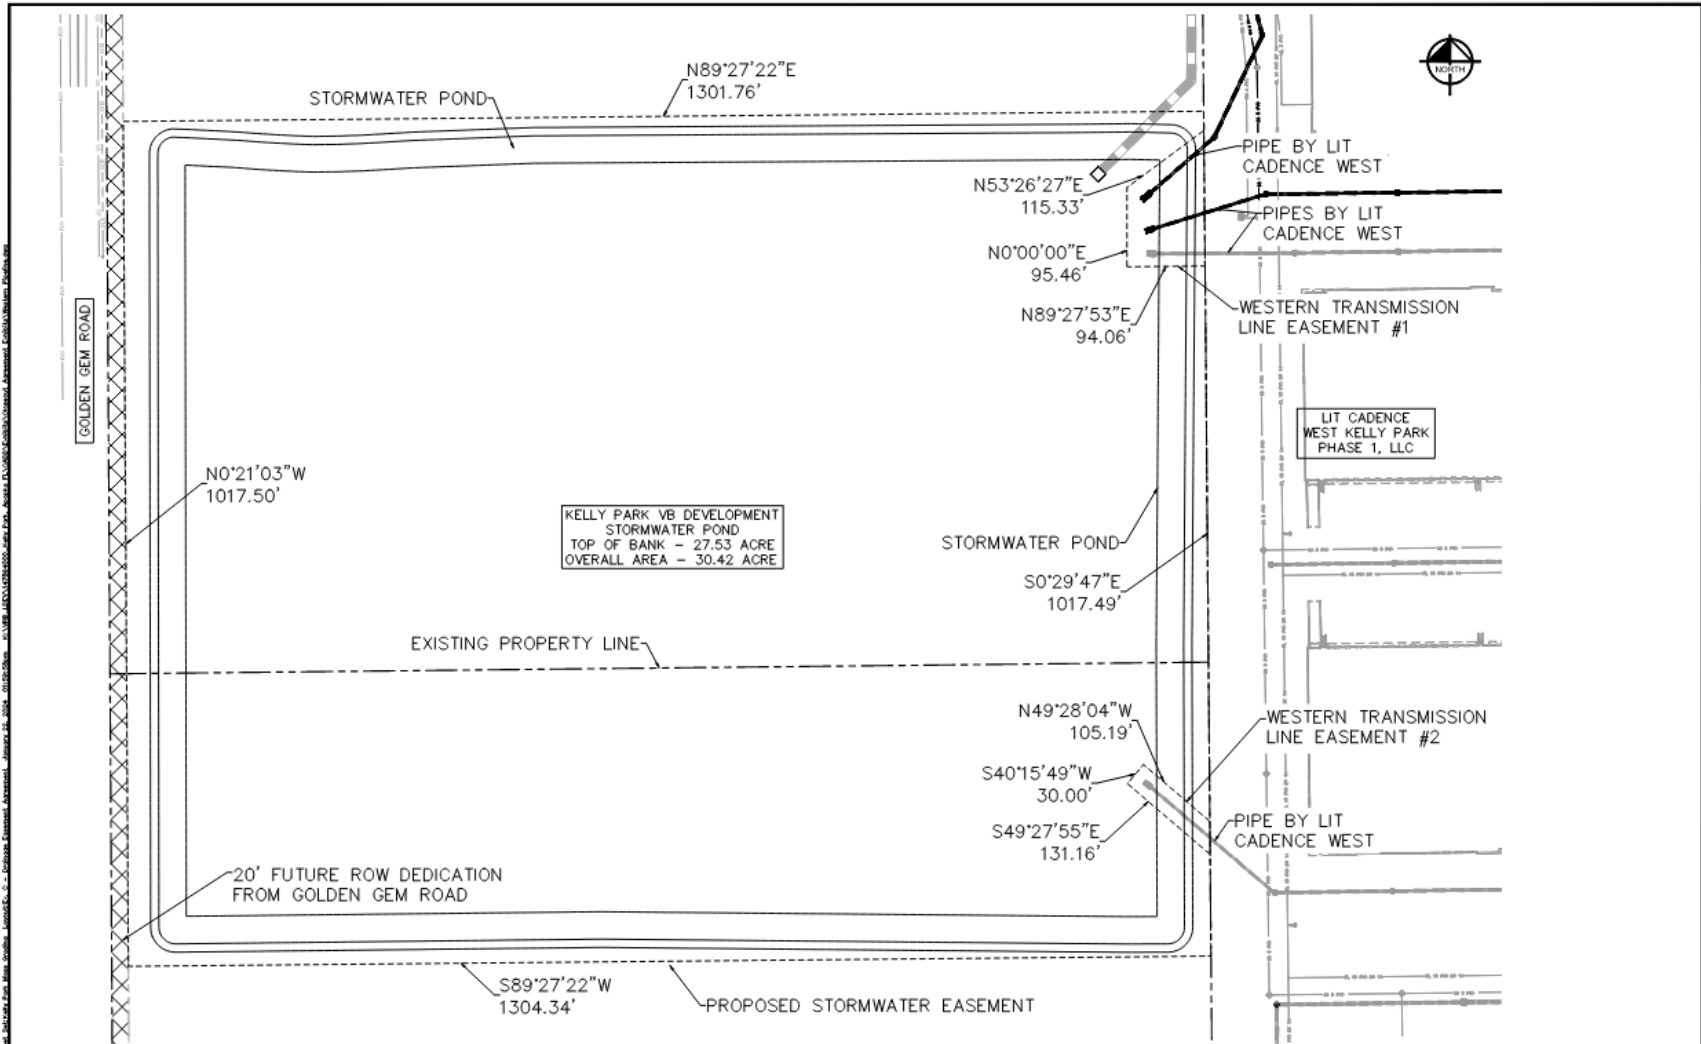 N89°27'22"E
1301.76'
STORMWATER POND
NORTH
PIPE BY LIT
CADENCE WEST
N53°26'27"E
115.33'
PIPES BY LIT
CADENCE WEST
N0°00'00"E
95.46'
WESTERN TRANSMISSION
LINE EASEMENT #1
N89°27'53"E
94.06'
GOLDEN GEM ROAD
LIT CADENCE
WEST KELLY PARK
PHASE 1, LLC
N0°21'03"W
1017.50'
KELLY PARK VB DEVELOPMENT
STORMWATER POND
TOP OF BANK - 27.53 ACRE
OVERALL AREA - 30.42 ACRE
STORMWATER POND
S0°29'47"E
1017.49'
EXISTING PROPERTY LINE
N49°28'04"W
105.19'
WESTERN TRANSMISSION
LINE EASEMENT #2
S40°15'49"W
30.00'
S49°27'55"E
131.16'
PIPE BY LIT
CADENCE WEST
20' FUTURE ROW DEDICATION
FROM GOLDEN GEM ROAD
S89°27'22"W
1304.34'
PROPOSED STORMWATER EASEMENT